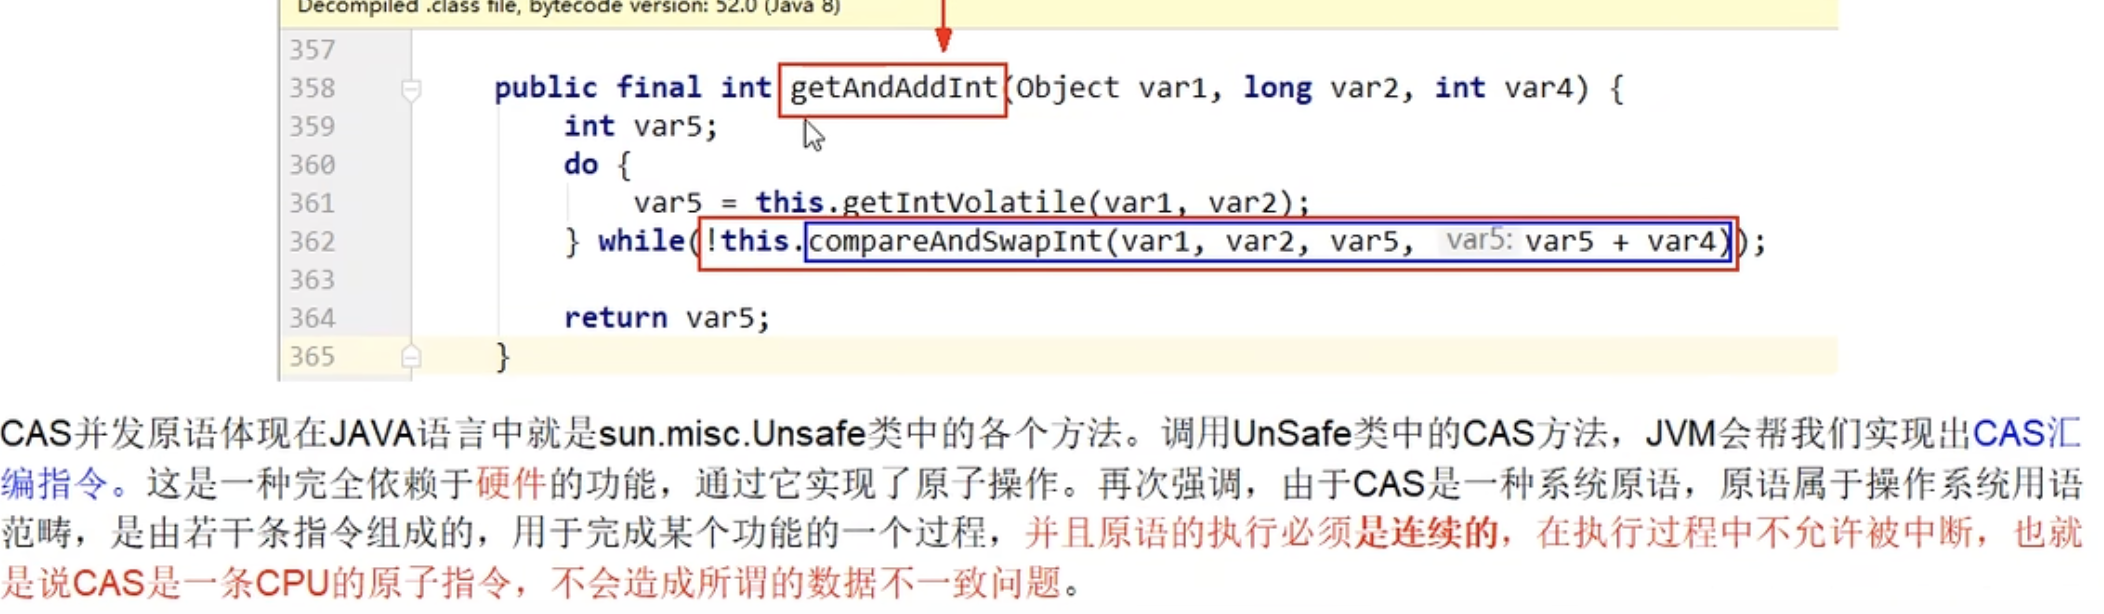 Decompiled .class file, bytecode version: 52.0 (Java 8)
357
358 public final int getAndAddInt(Object var1, long var2, int var4) {
359 int var5;
360 do {
361 var5 = this.getIntVolatile(var1, var2);
362 } while(!this.compareAndSwapInt(var1, var2, var5, var5: var5 + var4));
363
364 return var5;
365 }
CAS并发原语体现在JAVA语言中就是sun.misc.Unsafe类中的各个方法。调用UnSafe类中的CAS方法，JVM会帮我们实现出CAS汇
编指令。这是一种完全依赖于硬件的功能，通过它实现了原子操作。再次强调，由于CAS是一种系统原语，原语属于操作系统用语
范畴，是由若干条指令组成的，用于完成某个功能的一个过程，并且原语的执行必须是连续的，在执行过程中不允许被中断，也就
是说CAS是一条CPU的原子指令，不会造成所谓的数据不一致问题。